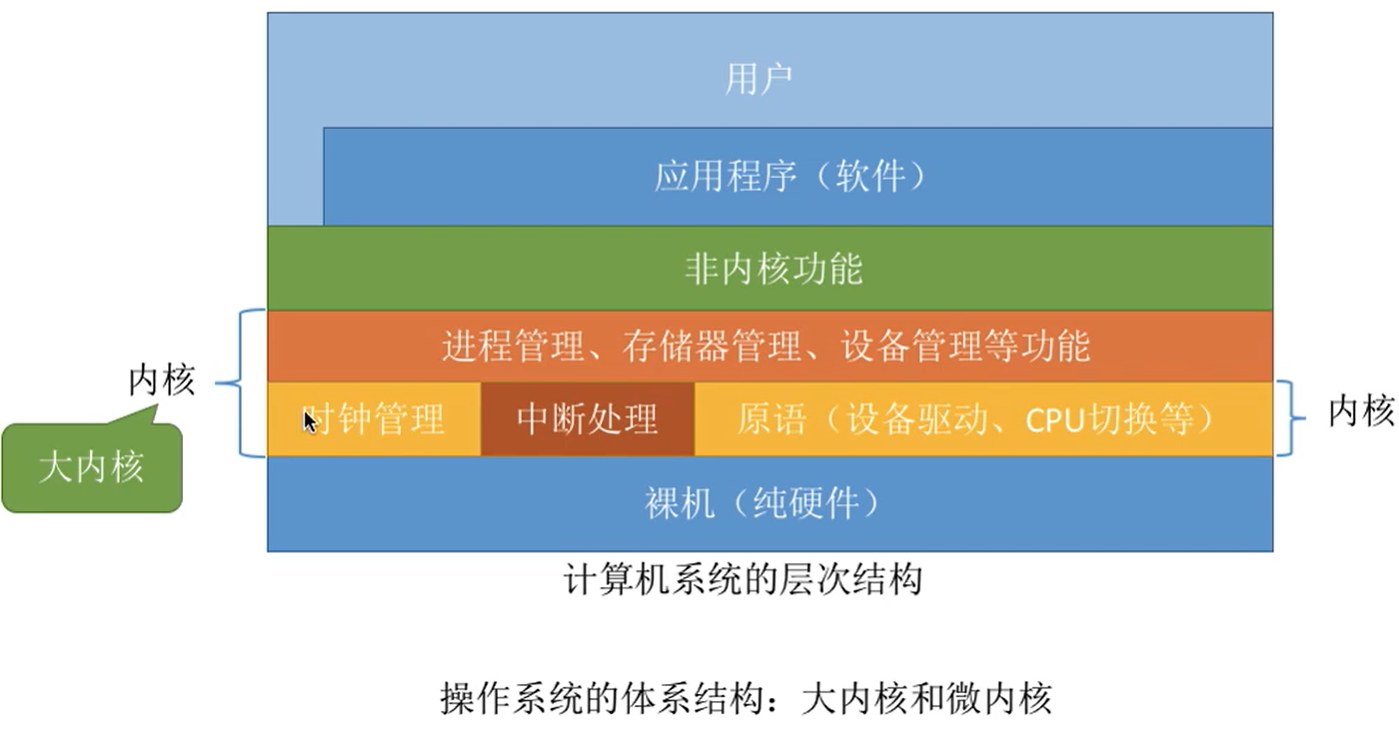 用户
应用程序（软件）
非内核功能
进程管理、存储器管理、设备管理等功能
内核
时钟管理
中断处理
原语（设备驱动、CPU切换等）
内核
大内核
裸机（纯硬件）
计算机系统的层次结构
操作系统的体系结构：大内核和微内核